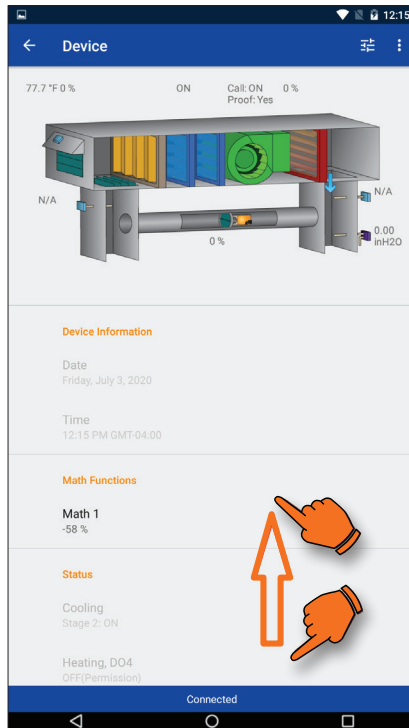 12:15
Device
77.7 °F 0 % ON Call: ON 0 %
Proof: Yes
N/A
N/A
0 %
0.00
inH2O
Device Information
Date
Friday, July 3, 2020
Time
12:15 PM GMT-04:00
Math Functions
Math 1
-58 %
Status
Cooling
Stage 2: ON
Heating, DO4
OFF(Permission)
Connected